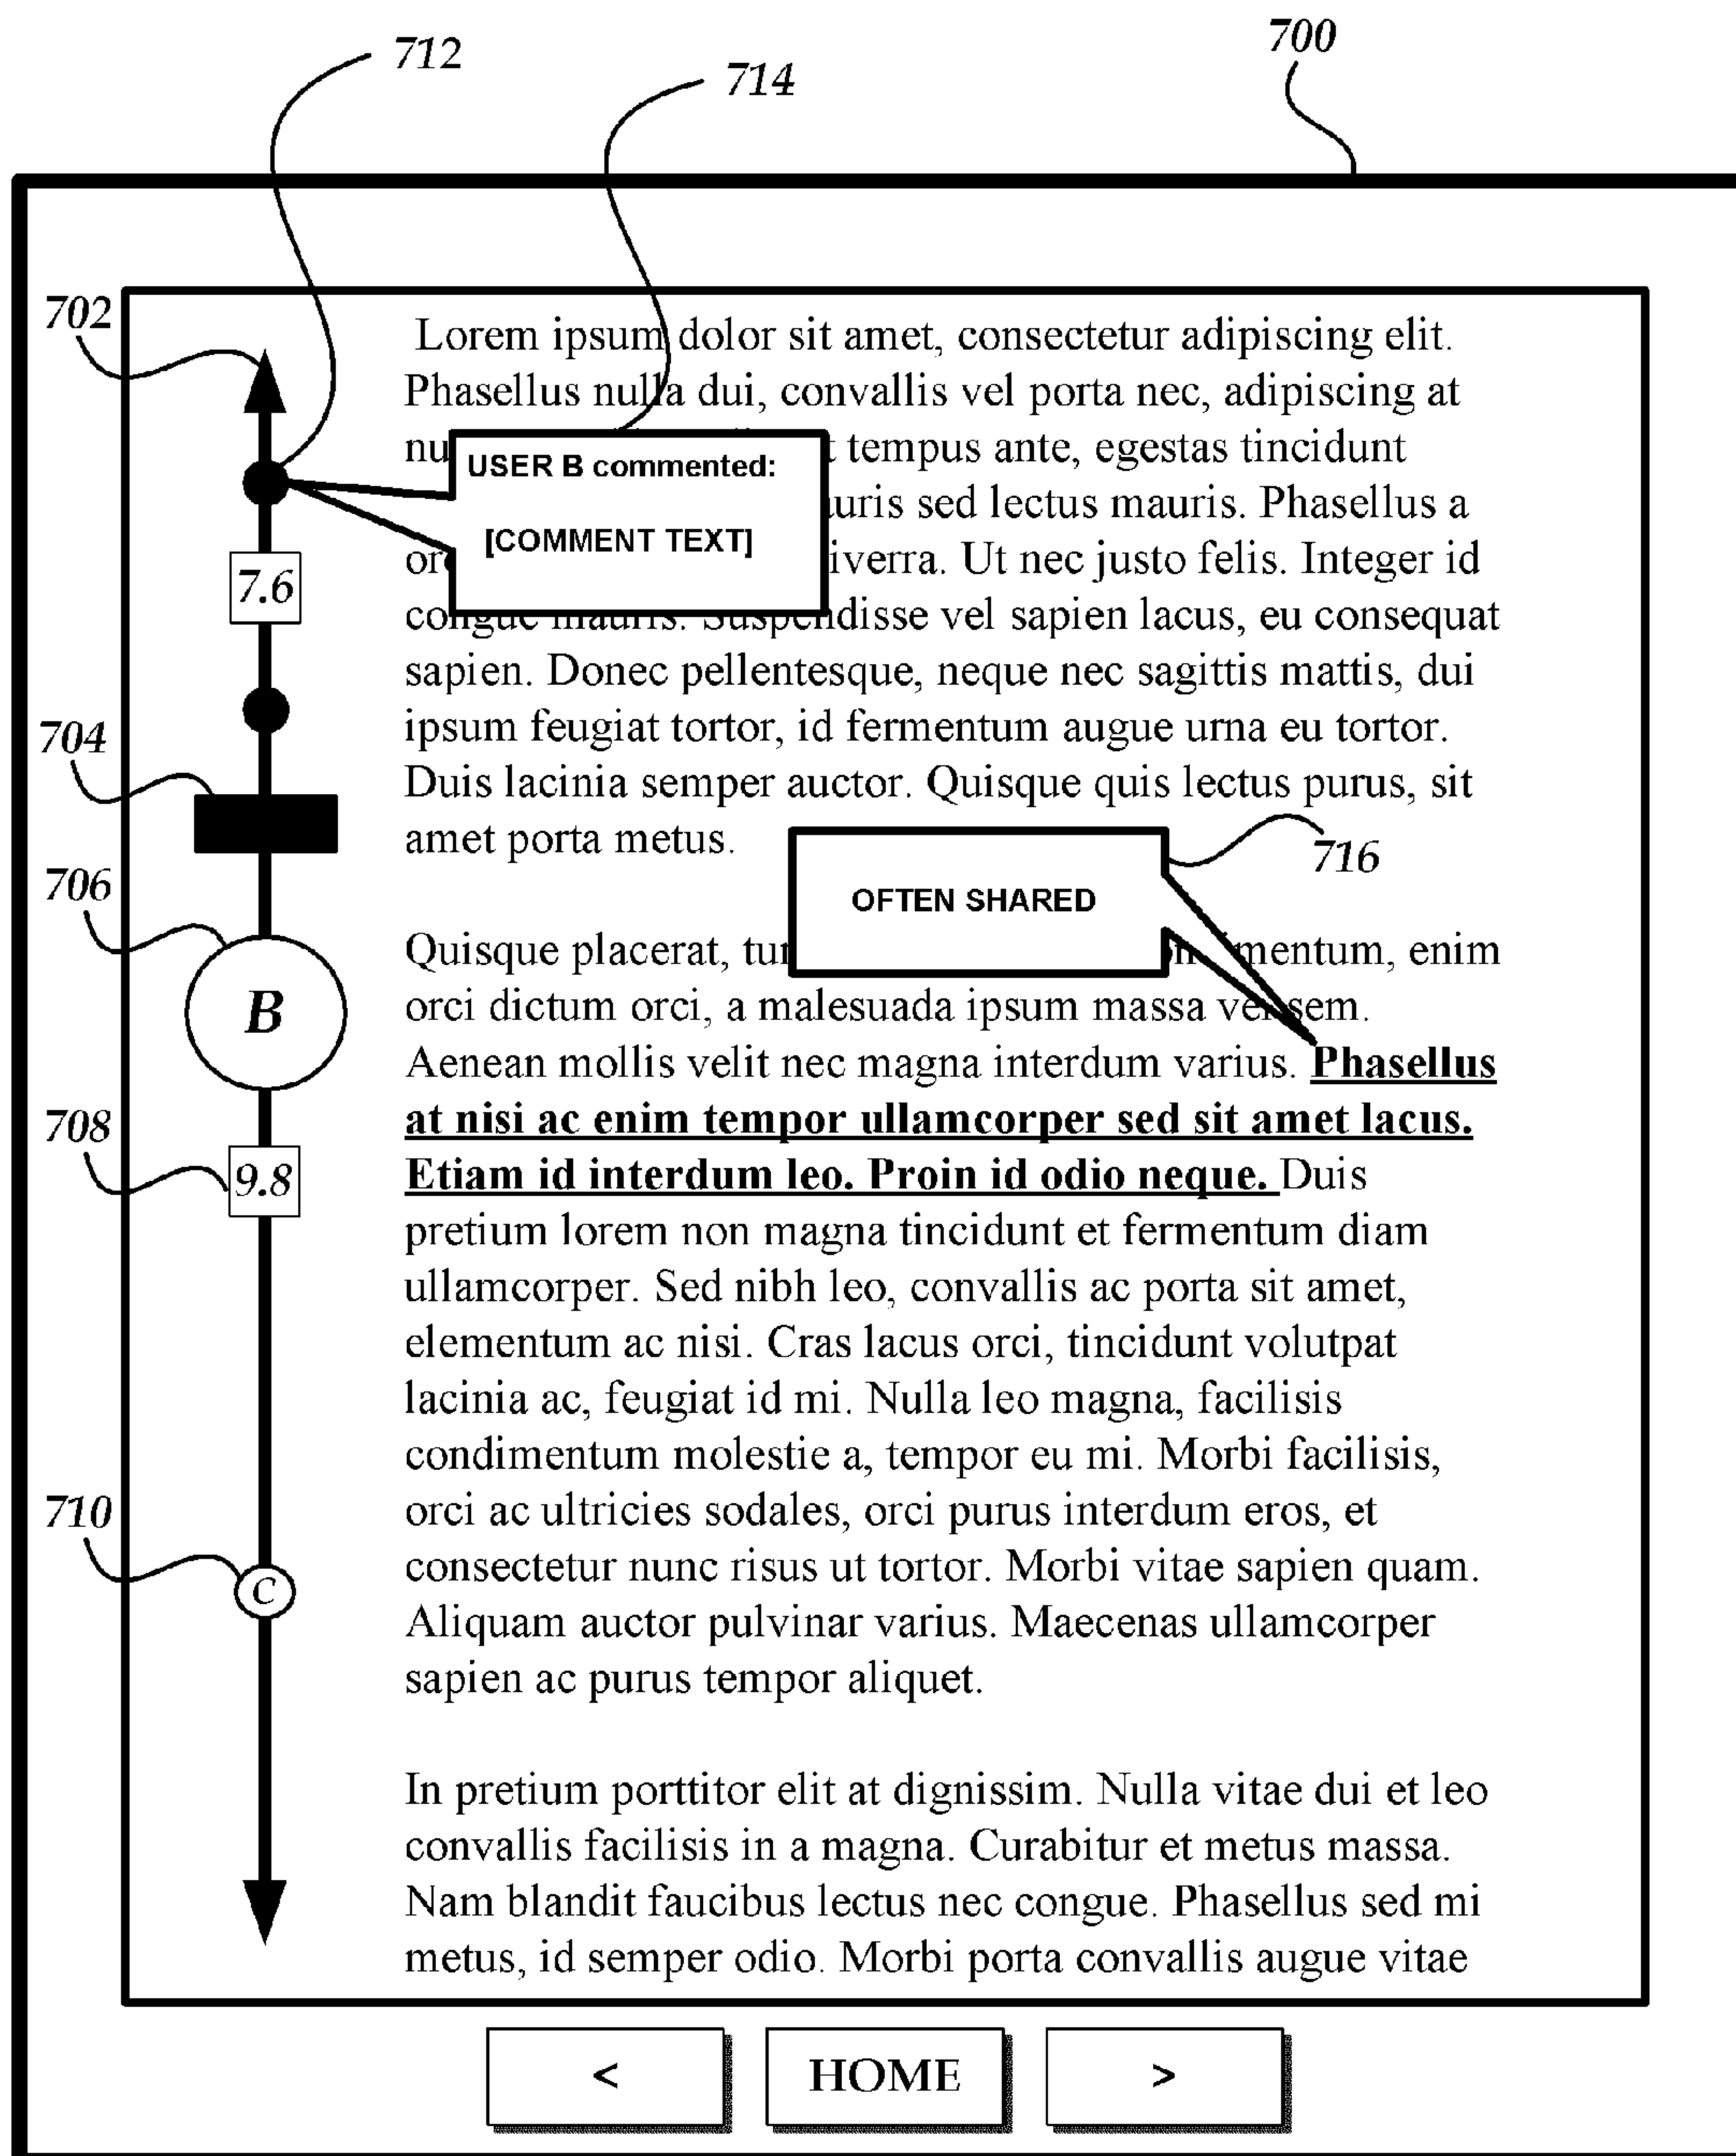 712
714
700
702
Lorem ipsum dolor sit amet, consectetur adipiscing elit.
Phasellus nulla dui, convallis vel porta nec, adipiscing at
nu t tempus ante, egestas tincidunt
USER B commented:
uris sed lectus mauris. Phasellus a
[COMMENT TEXT]
iverra. Ut nec justo felis. Integer id
7.6
congue mauris. Suspendisse vel sapien lacus, eu consequat
sapien. Donec pellentesque, neque nec sagittis mattis, dui
ipsum feugiat tortor, id fermentum augue urna eu tortor.
704
Duis lacinia semper auctor. Quisque quis lectus purus, sit
amet porta metus.
716
706
OFTEN SHARED
Quisque placerat, tur mentum, enim
B
orci dictum orci, a malesuada ipsum massa vel sem.
Aenean mollis velit nec magna interdum varius. Phasellus
708
at nisi ac enim tempor ullamcorper sed sit amet lacus.
9.8
Etiam id interdum leo. Proin id odio neque. Duis
pretium lorem non magna tincidunt et fermentum diam
ullamcorper. Sed nibh leo, convallis ac porta sit amet,
elementum ac nisi. Cras lacus orci, tincidunt volutpat
lacinia ac, feugiat id mi. Nulla leo magna, facilisis
condimentum molestie a, tempor eu mi. Morbi facilisis,
710
orci ac ultricies sodales, orci purus interdum eros, et
consectetur nunc risus ut tortor. Morbi vitae sapien quam.
C
Aliquam auctor pulvinar varius. Maecenas ullamcorper
sapien ac purus tempor aliquet.
In pretium porttitor elit at dignissim. Nulla vitae dui et leo
convallis facilisis in a magna. Curabitur et metus massa.
Nam blandit faucibus lectus nec congue. Phasellus sed mi
metus, id semper odio. Morbi porta convallis augue vitae
< HOME >